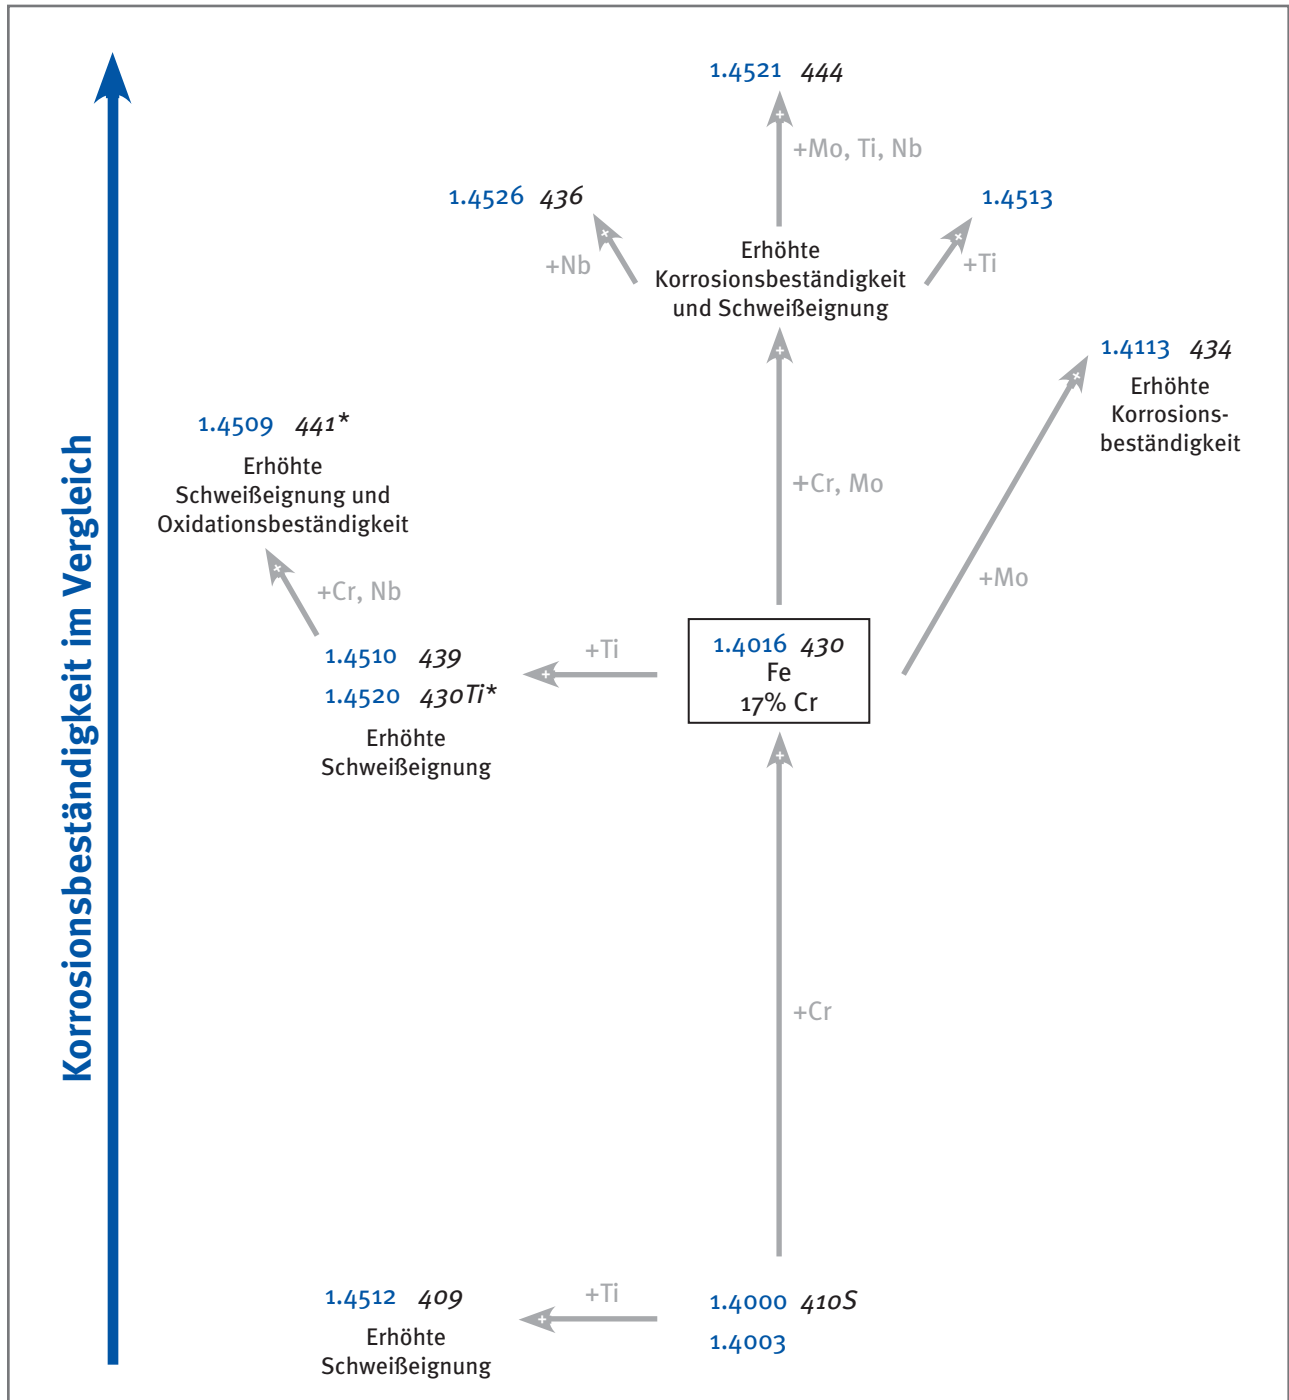 Korrosionsbeständigkeit im Vergleich
1.4521 444
+Mo, Ti, Nb
1.4526 436
1.4513
+Nb
Erhöhte
Korrosionsbeständigkeit
und Schweißeignung
+Ti
1.4113 434
Erhöhte
Korrosions-
beständigkeit
1.4509 441*
Erhöhte
Schweißeignung und
Oxidationsbeständigkeit
+Cr, Mo
+Cr, Nb
+Mo
1.4510 439
1.4520 430Ti*
Erhöhte
Schweißeignung
+Ti
1.4016 430
Fe
17% Cr
+Cr
1.4512 409
Erhöhte
Schweißeignung
+Ti
1.4000 410S
1.4003